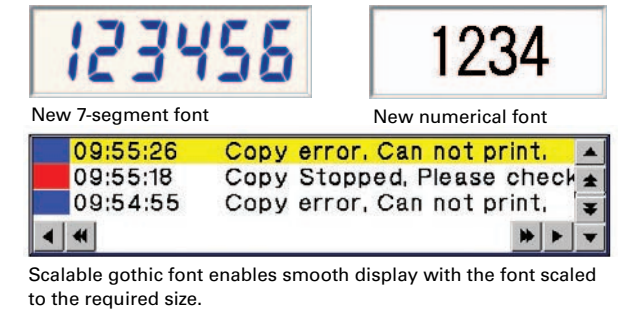 123456
1234
New 7-segment font
New numerical font
09:55:26 Copy error, Can not print,
09:55:18 Copy Stopped, Please check
09:54:55 Copy error, Can not print,
Scalable gothic font enables smooth display with the font scaled
to the required size.